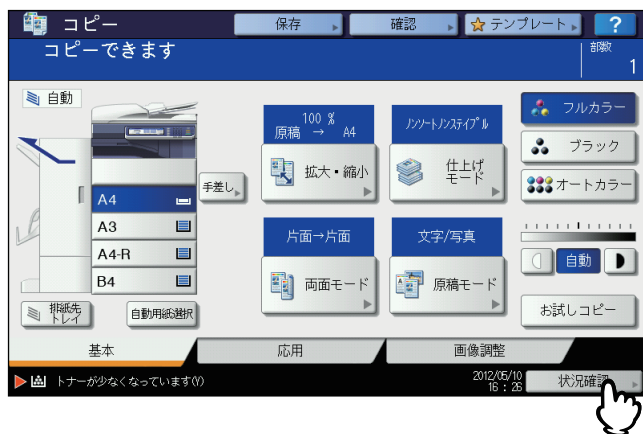 コピー
保存
確認
テンプレート
?
コピーできます
部数
1
自動
100 %
原稿 → A4
ノンソートノンステイプル
フルカラー
拡大・縮小
仕上げ
モード
ブラック
手差し
オートカラー
A4
A3
A4-R
B4
片面→片面
文字/写真
両面モード
原稿モード
自動
排紙先
トレイ
自動用紙選択
お試しコピー
基本
応用
画像調整
トナーが少なくなっています(Y)
2012/05/10
16 : 26
状況確認